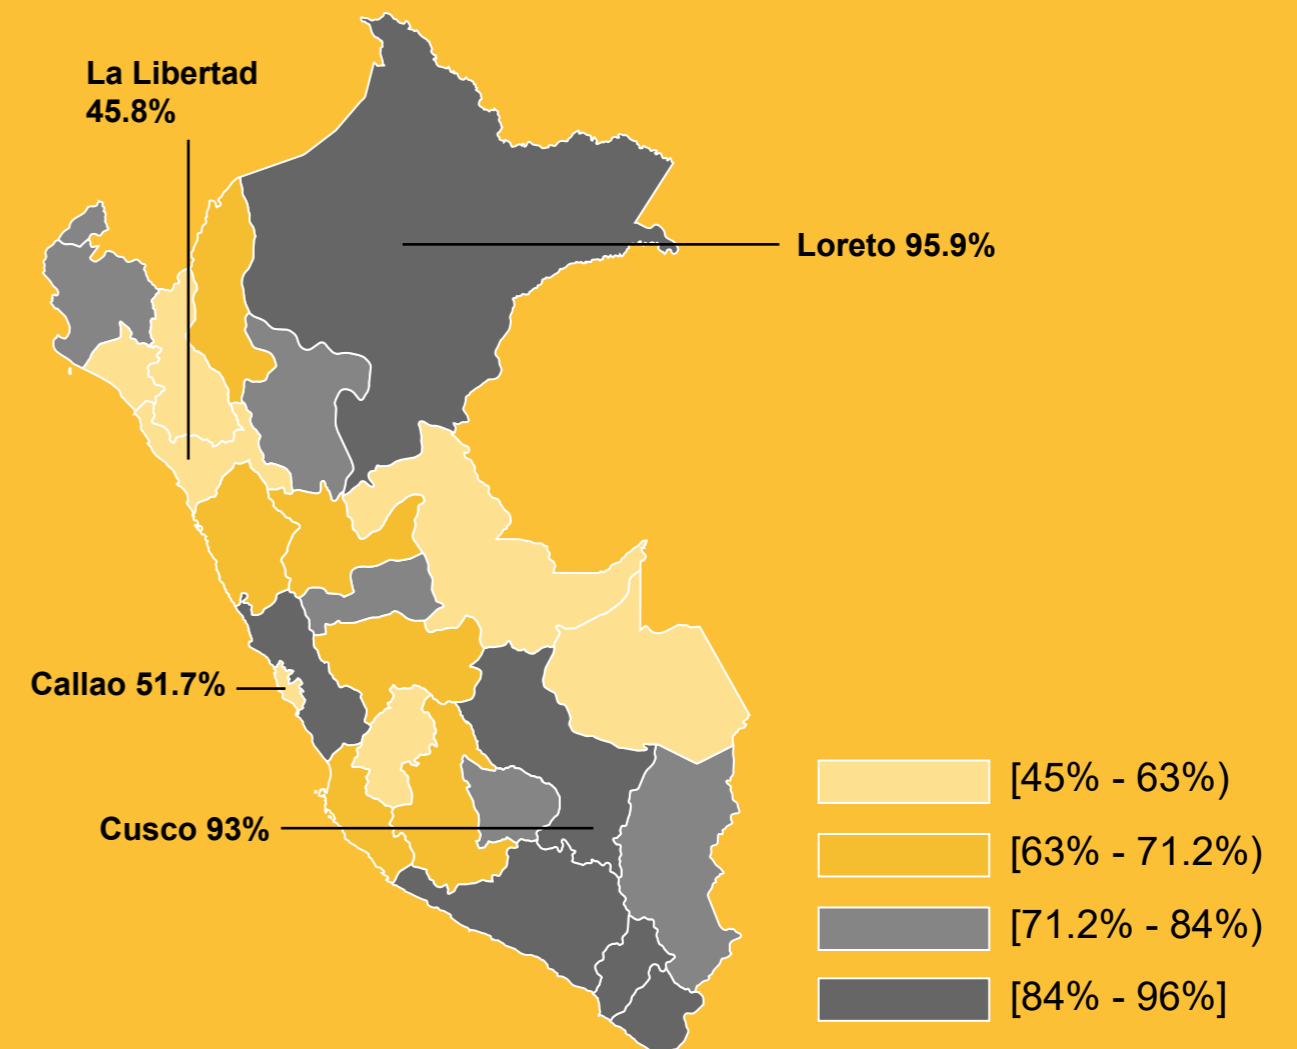 La Libertad
45.8%
Loreto 95.9%
Callao 51.7%
Cusco 93%
[45% - 63%)
[63% - 71.2%)
[71.2% - 84%)
[84% - 96%]